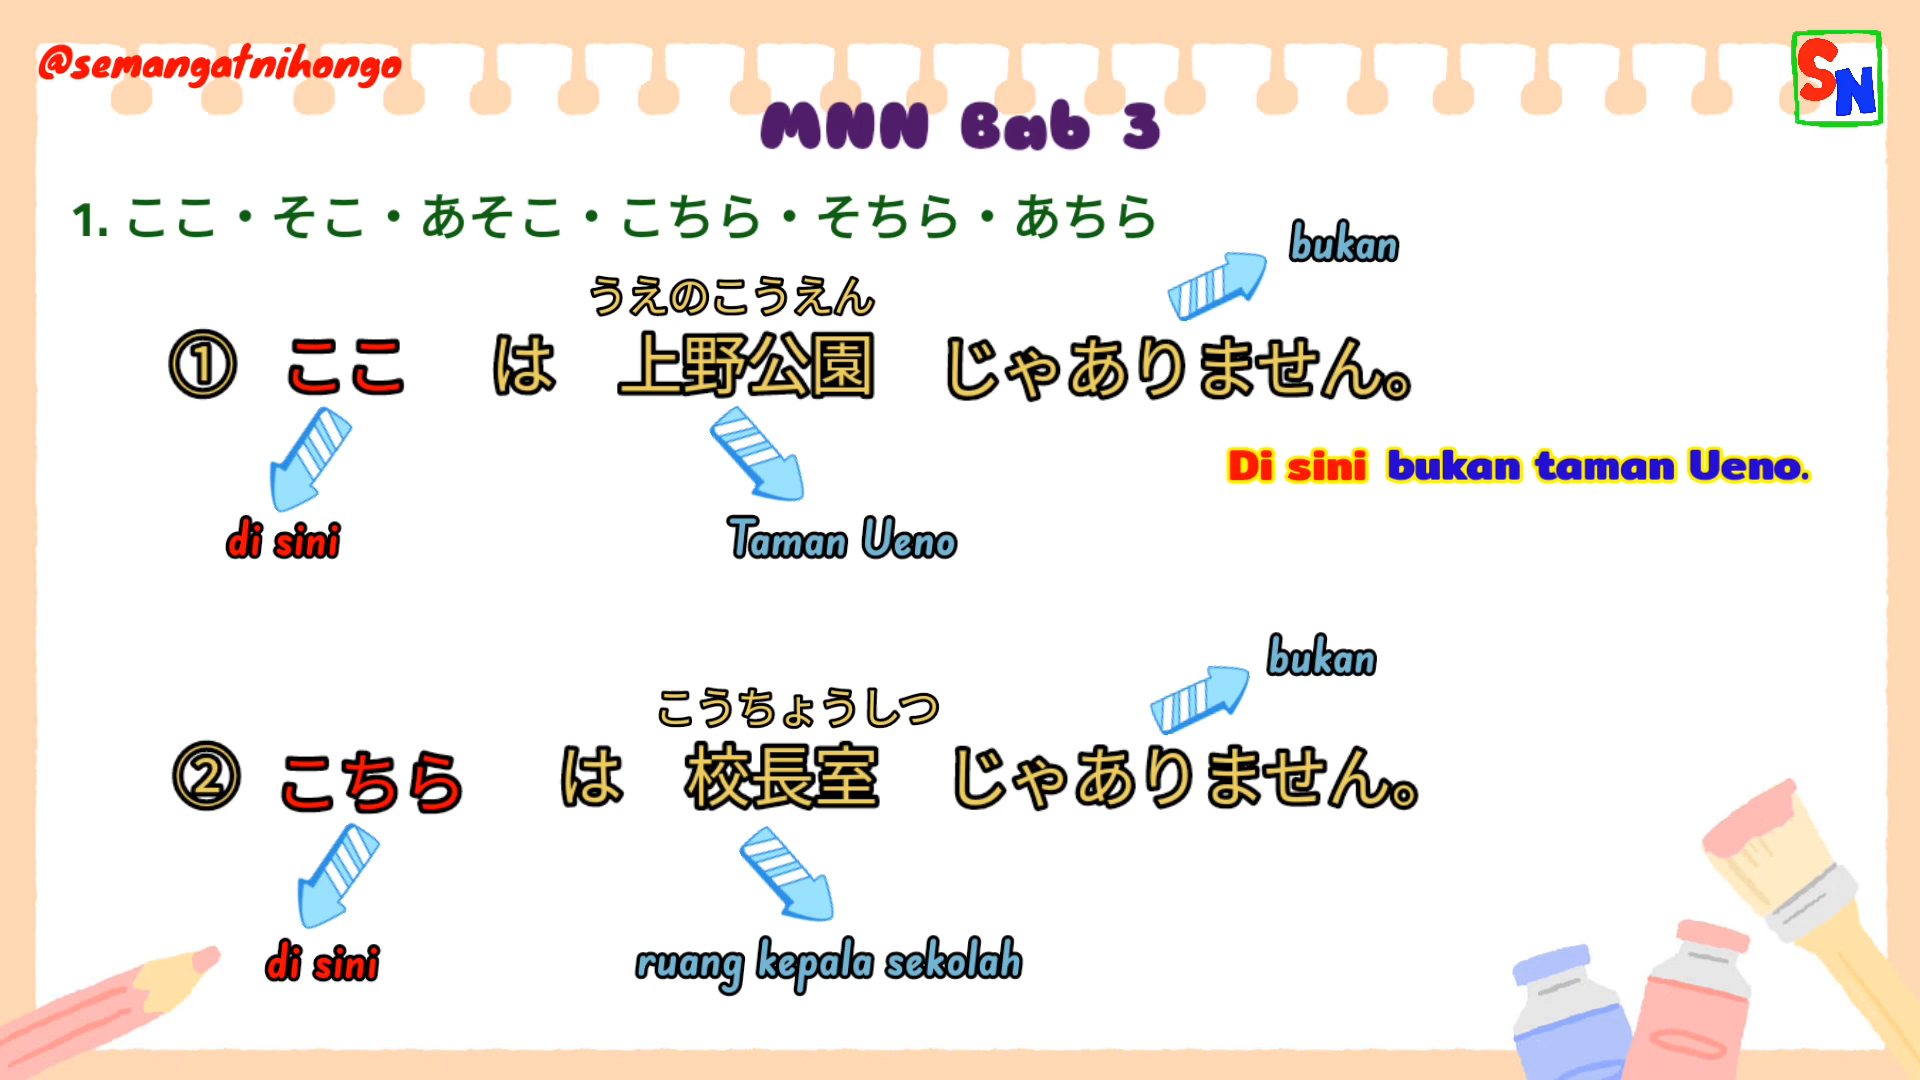 @semangatnihongo
SN
MNN Bab 3
1. ここ・そこ・あそこ・こちら・そちら・あちら
bukan
うえのこうえん
① ここ は 上野公園 じゃありません。
Di sini bukan taman Ueno.
di sini
Taman Ueno
bukan
こうちょうしつ
② こちら は 校長室 じゃありません。
di sini
ruang kepala sekolah